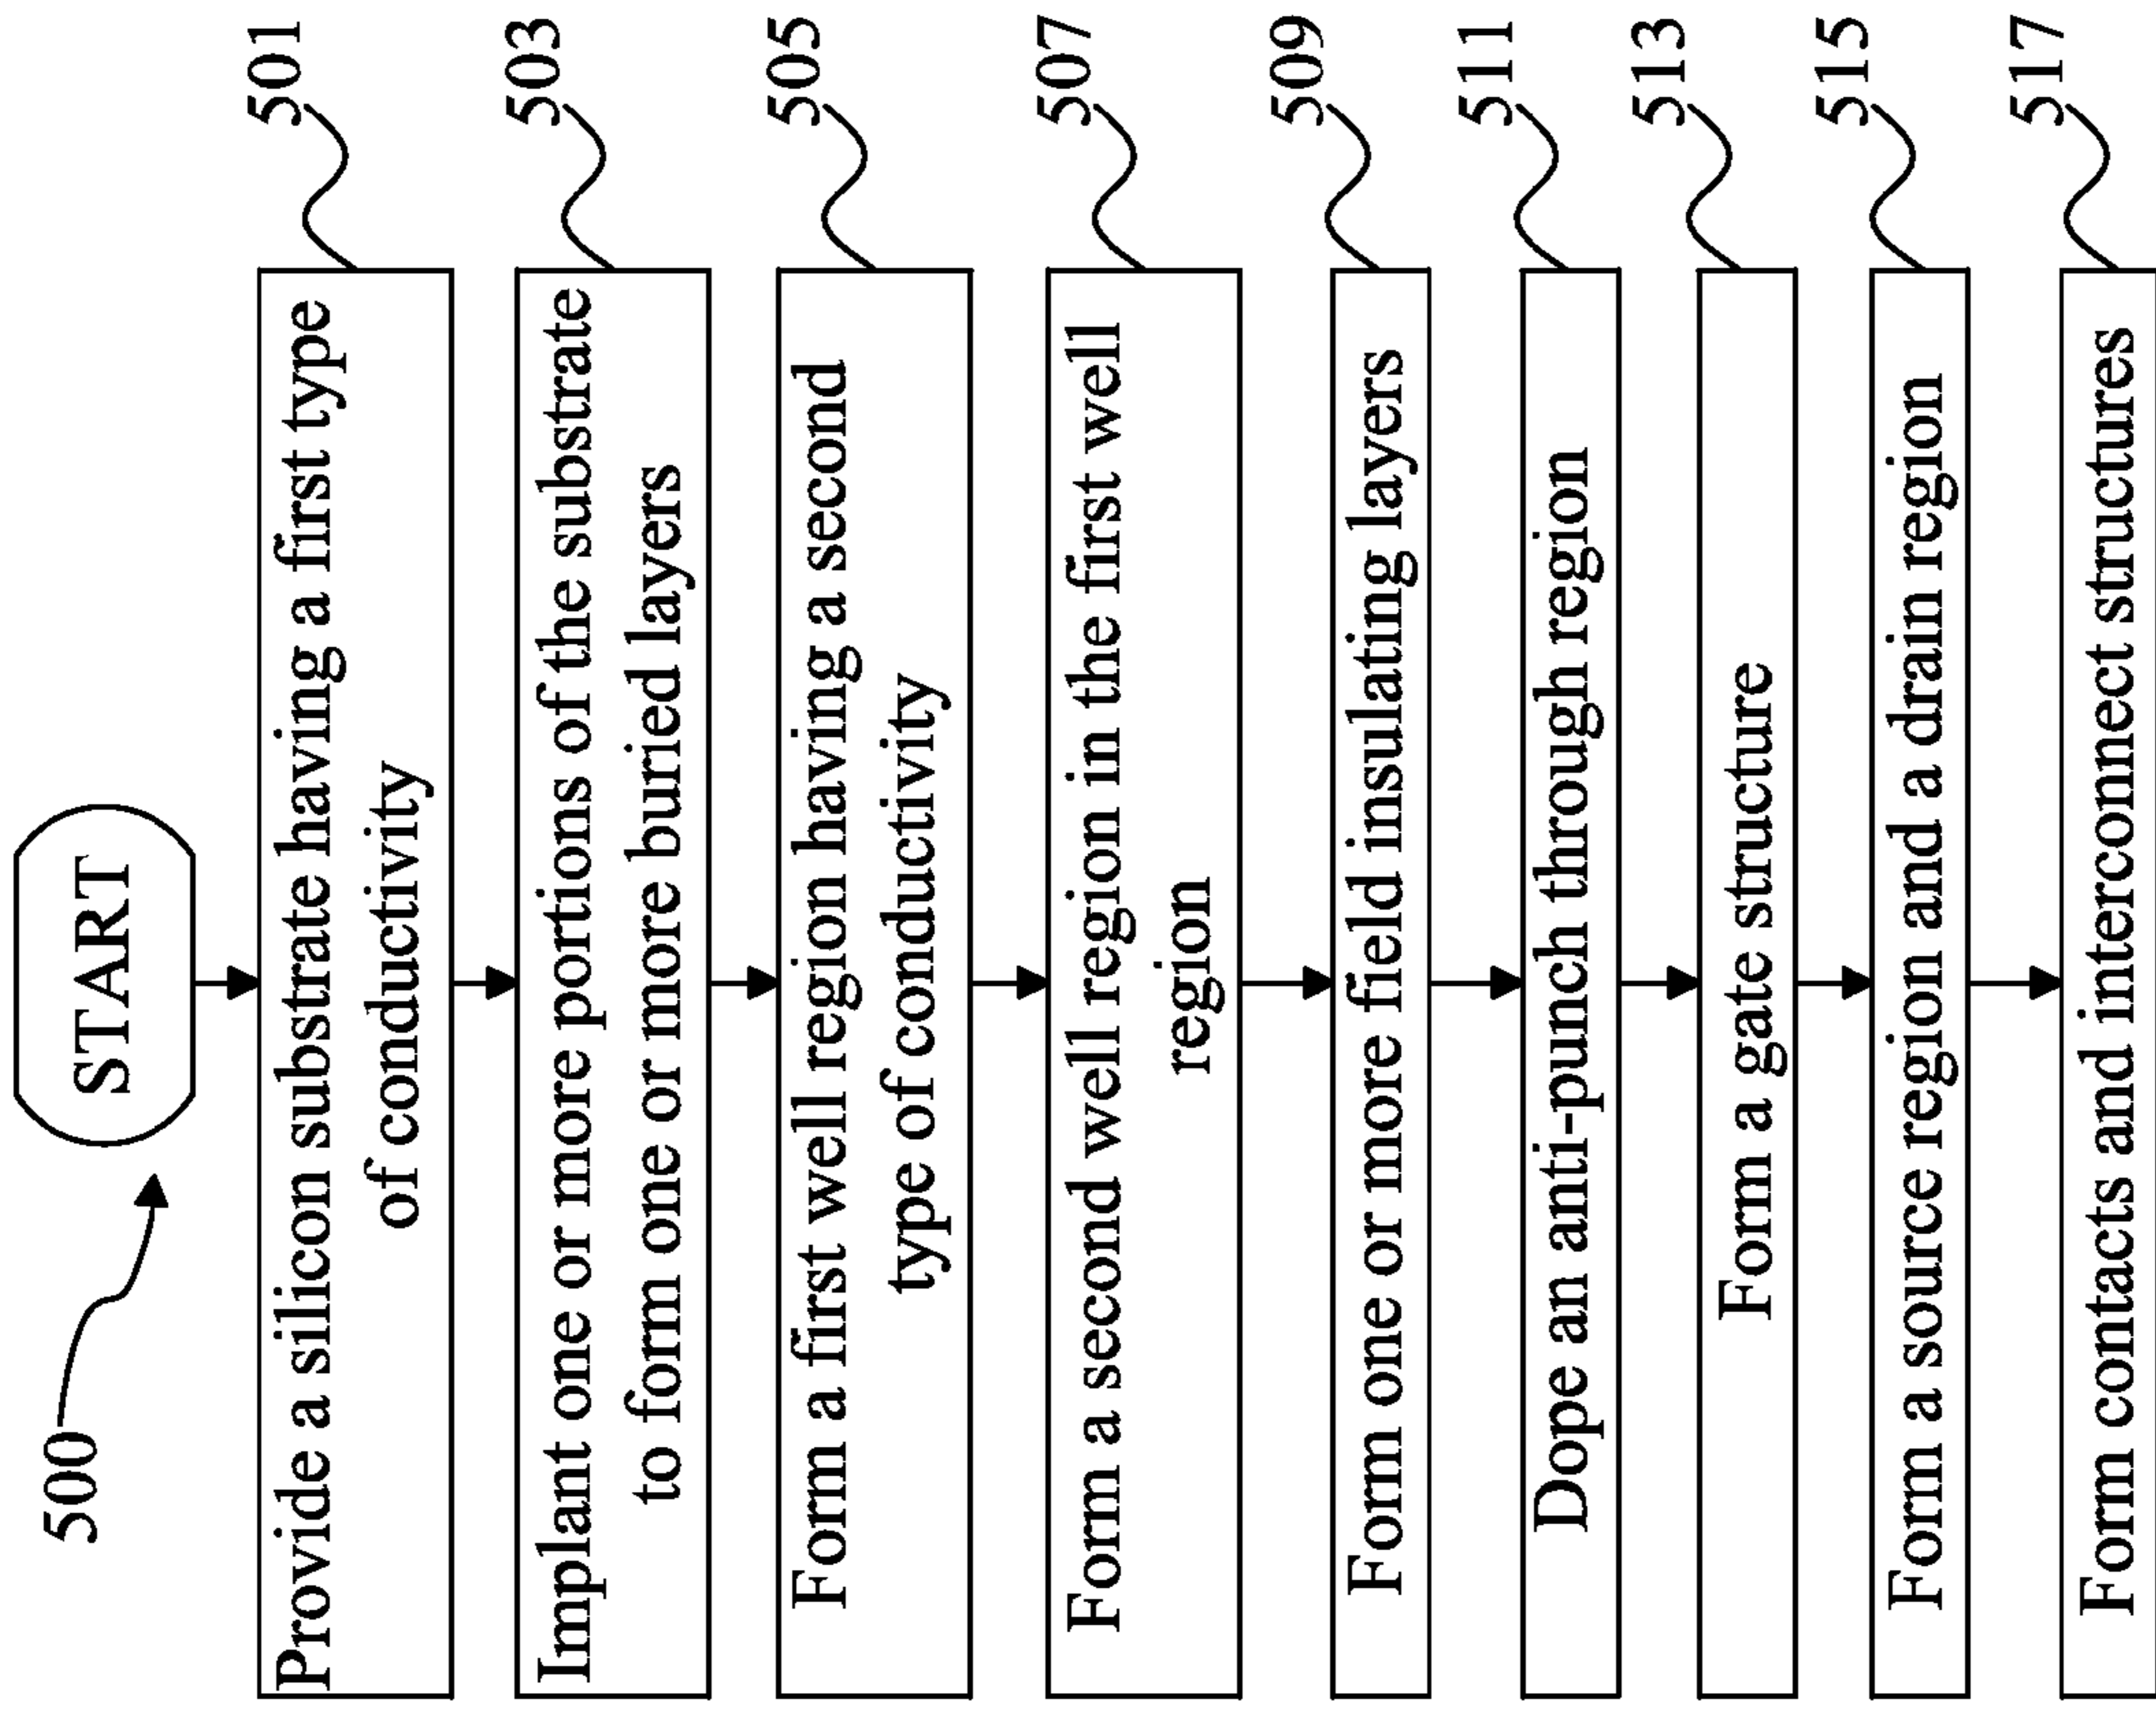 500
START
Provide a silicon substrate having a first type
of conductivity
501
Implant one or more portions of the substrate
to form one or more buried layers
503
Form a first well region having a second
type of conductivity
505
Form a second well region in the first well
region
507
Form one or more field insulating layers
509
Dope an anti-punch through region
511
Form a gate structure
513
Form a source region and a drain region
515
Form contacts and interconnect structures
517